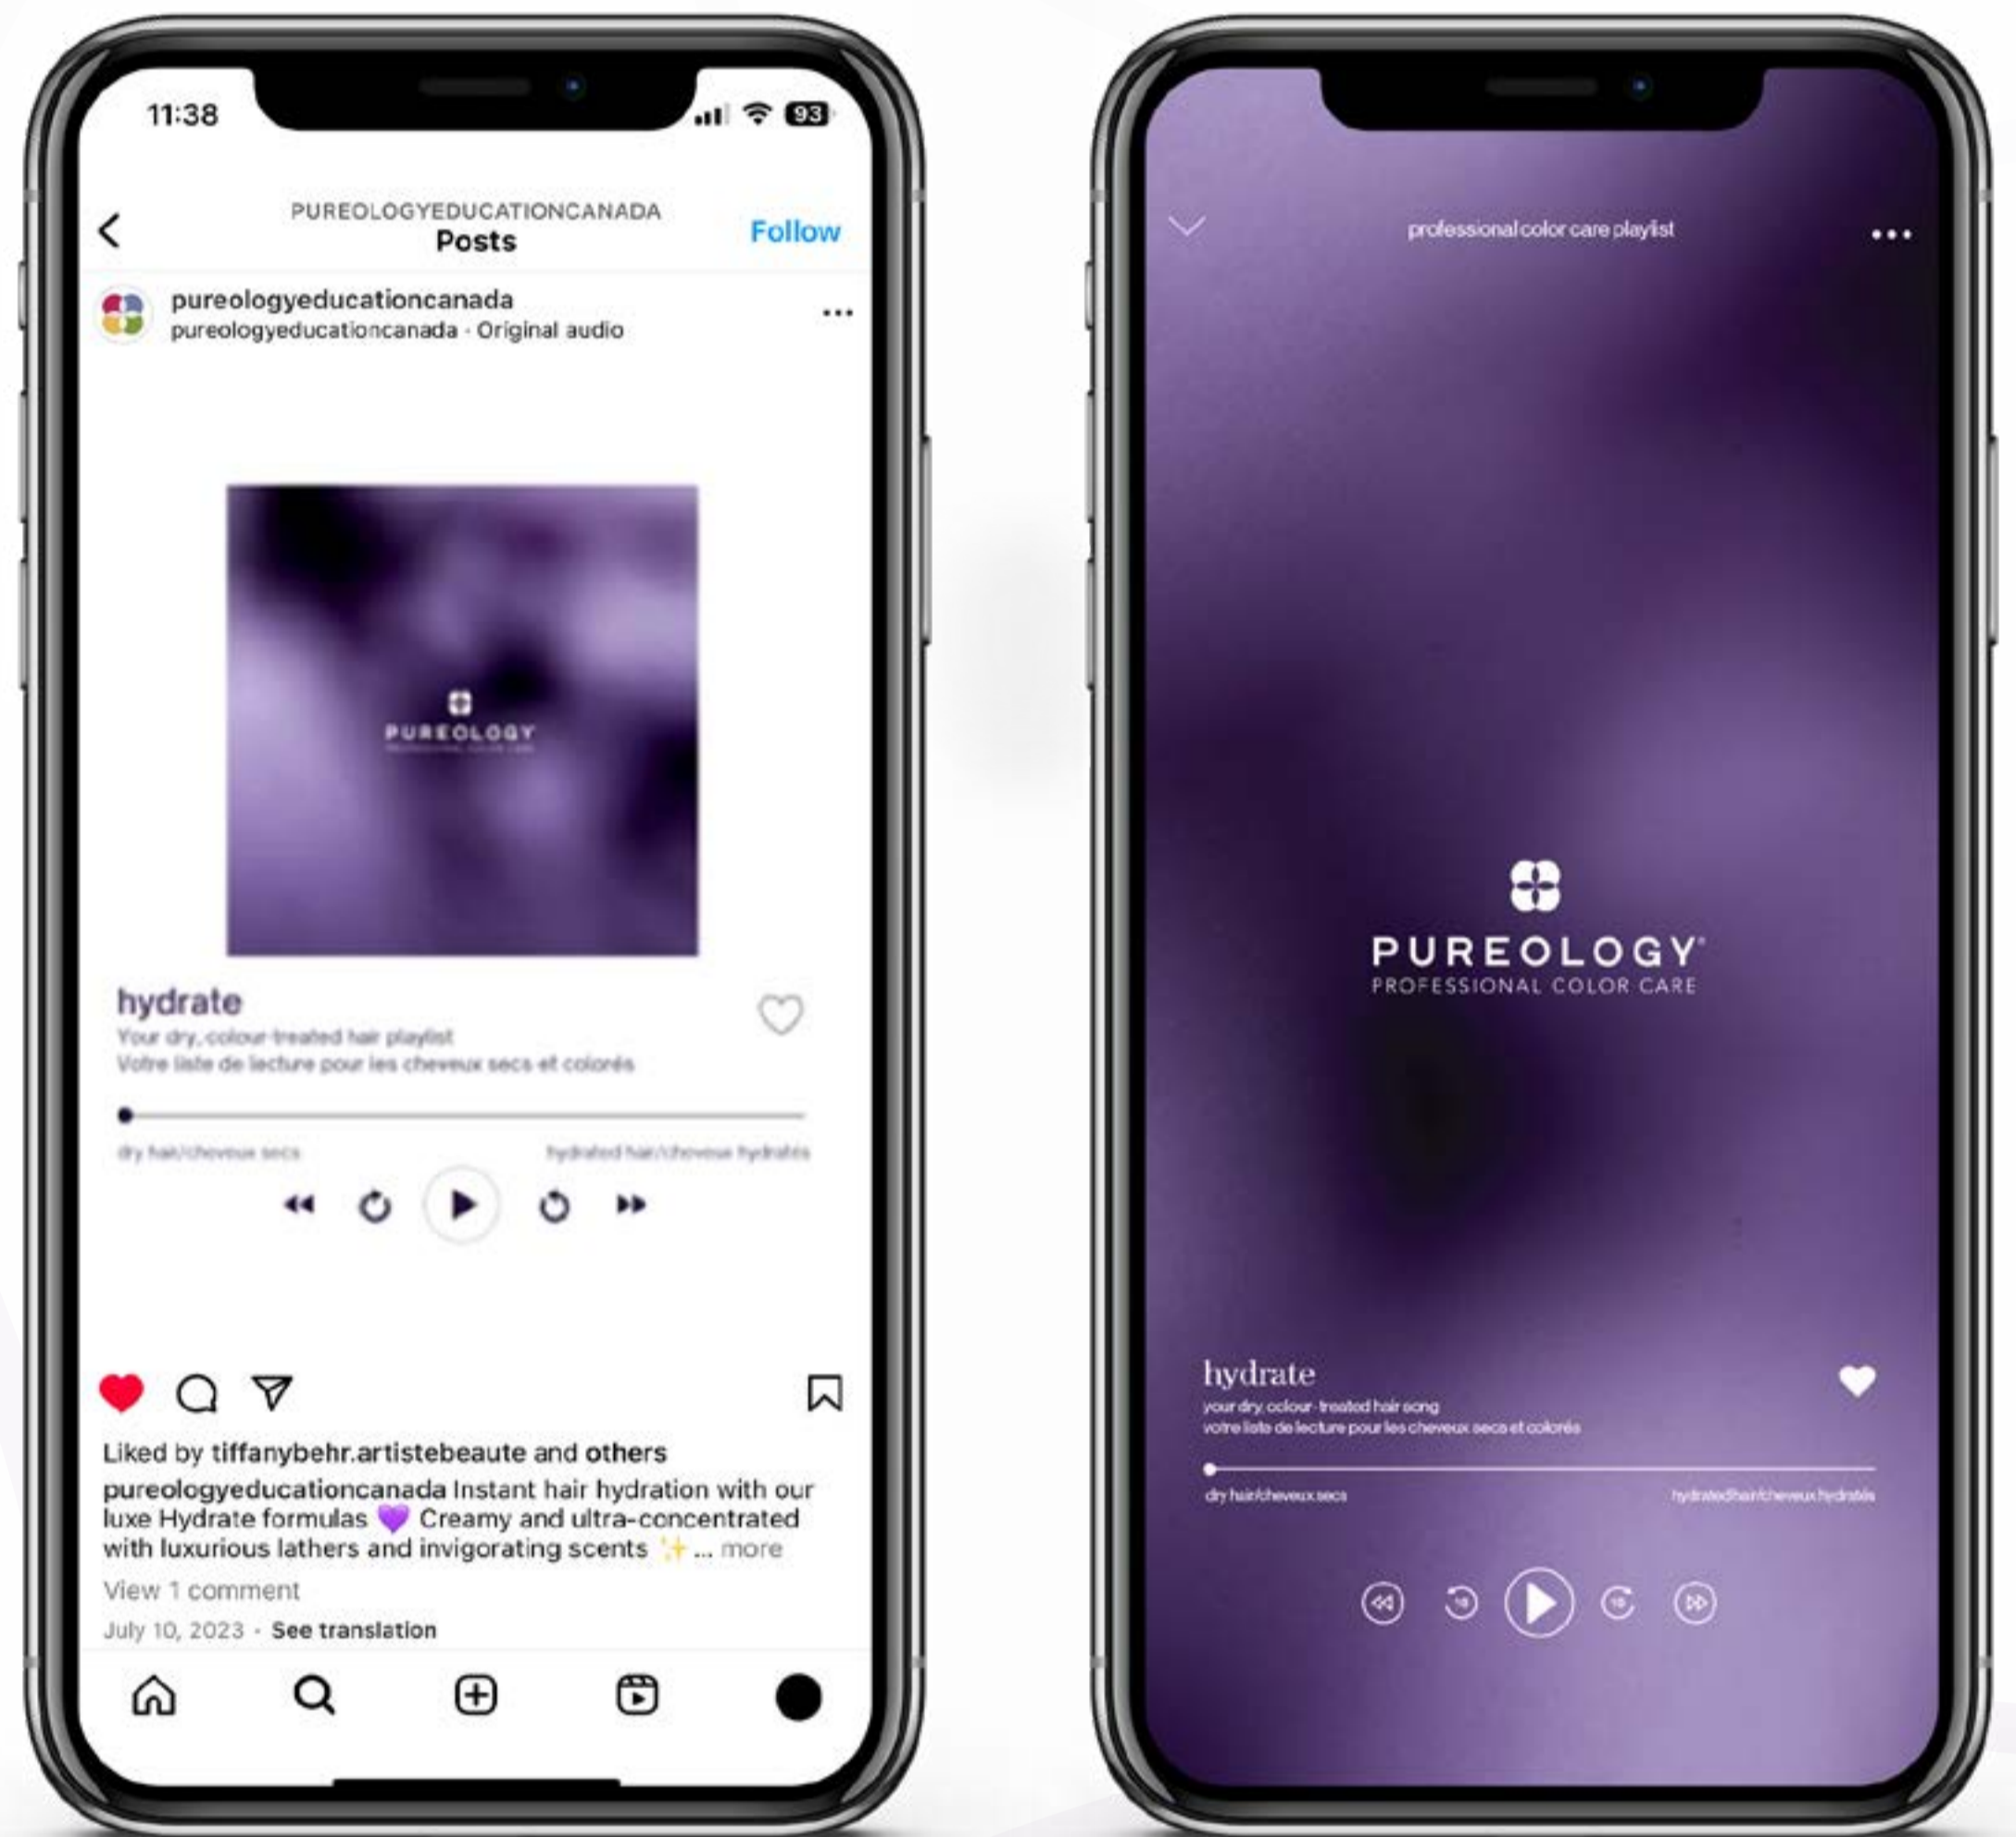 11:38
93
PUREOLOGYEDUCATIONCANADA
Posts
Follow
pureologyeducationcanada
pureologyeducationcanada · Original audio
PUREOLOGY
hydrate
Your dry, colour-treated hair playlist
Votre liste de lecture pour les cheveux secs et colorés
dry hair/cheveux secs
hydrated hair/cheveux hydratés
Liked by tiffanybehr.artistebeaute and others
pureologyeducationcanada Instant hair hydration with our
luxe Hydrate formulas 💜 Creamy and ultra-concentrated
with luxurious lathers and invigorating scents ✨ ... more
View 1 comment
July 10, 2023 · See translation
professional color care playlist
PUREOLOGY®
PROFESSIONAL COLOR CARE
hydrate
your dry, colour-treated hair song
votre liste de lecture pour les cheveux secs et colorés
dry hair/cheveux secs
hydrated hair/cheveux hydratés
10
10